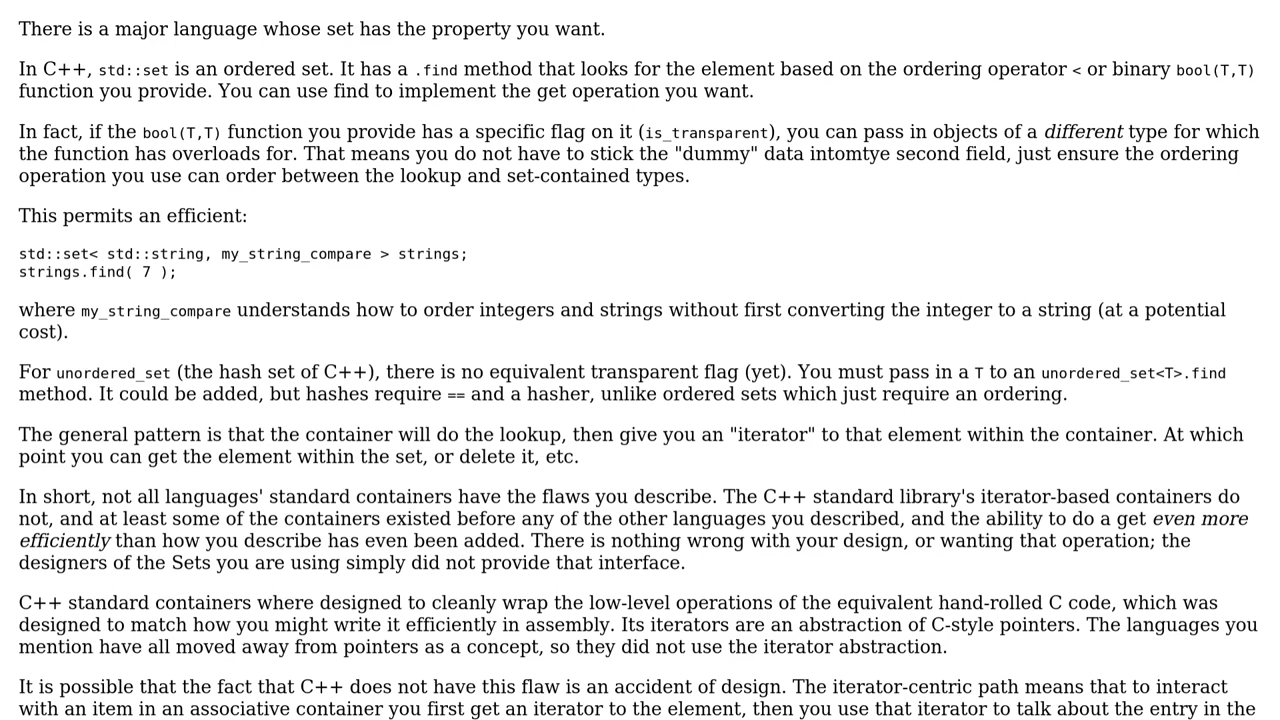 There is a major language whose set has the property you want.
In C++, std::set is an ordered set. It has a .find method that looks for the element based on the ordering operator < or binary bool(T,T)
function you provide. You can use find to implement the get operation you want.
In fact, if the bool(T,T) function you provide has a specific flag on it (is_transparent), you can pass in objects of a different type for which
the function has overloads for. That means you do not have to stick the "dummy" data intomtye second field, just ensure the ordering
operation you use can order between the lookup and set-contained types.
This permits an efficient:
std::set< std::string, my_string_compare > strings;
strings.find( 7 );
where my_string_compare understands how to order integers and strings without first converting the integer to a string (at a potential
cost).
For unordered_set (the hash set of C++), there is no equivalent transparent flag (yet). You must pass in a T to an unordered_set<T>.find
method. It could be added, but hashes require == and a hasher, unlike ordered sets which just require an ordering.
The general pattern is that the container will do the lookup, then give you an "iterator" to that element within the container. At which
point you can get the element within the set, or delete it, etc.
In short, not all languages' standard containers have the flaws you describe. The C++ standard library's iterator-based containers do
not, and at least some of the containers existed before any of the other languages you described, and the ability to do a get even more
efficiently than how you describe has even been added. There is nothing wrong with your design, or wanting that operation; the
designers of the Sets you are using simply did not provide that interface.
C++ standard containers where designed to cleanly wrap the low-level operations of the equivalent hand-rolled C code, which was
designed to match how you might write it efficiently in assembly. Its iterators are an abstraction of C-style pointers. The languages you
mention have all moved away from pointers as a concept, so they did not use the iterator abstraction.
It is possible that the fact that C++ does not have this flaw is an accident of design. The iterator-centric path means that to interact
with an item in an associative container you first get an iterator to the element, then you use that iterator to talk about the entry in the